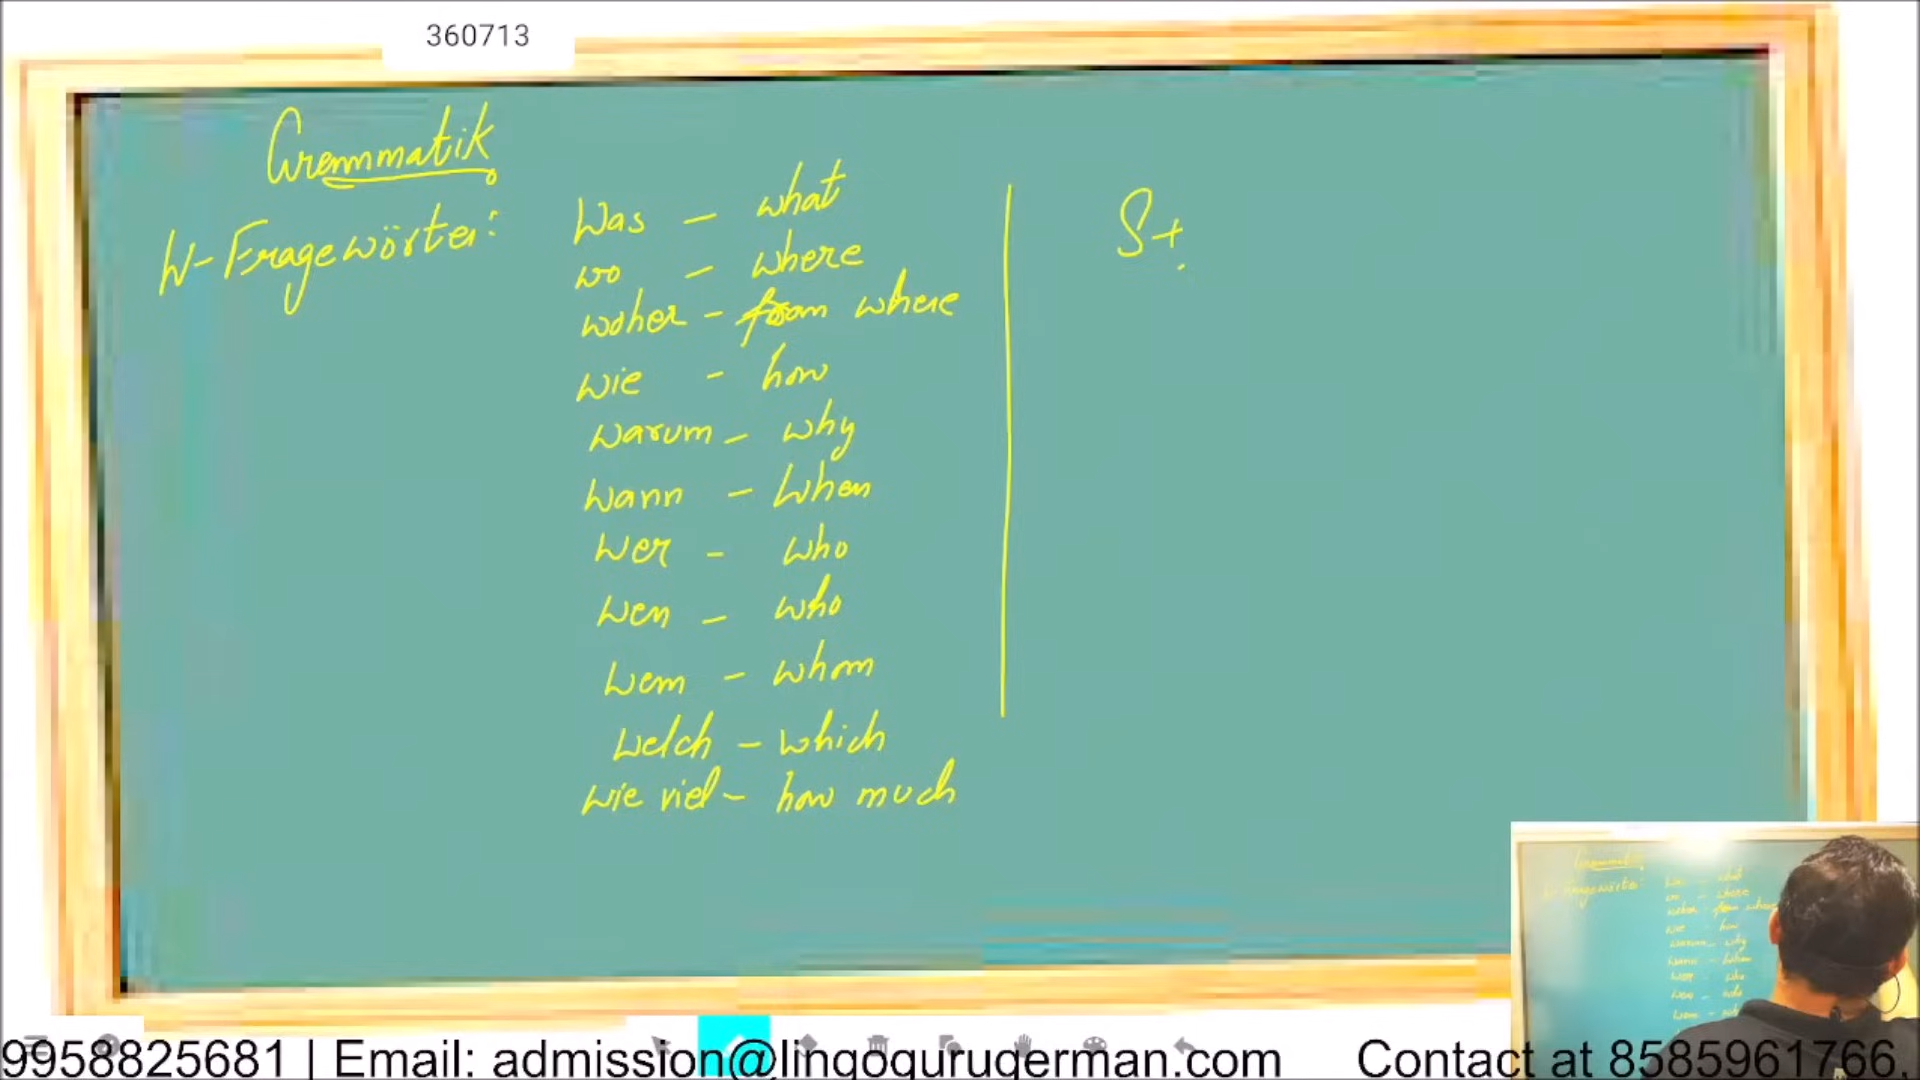 360713
Grammatik
W-Fragewörter:
Was – what
wo – where
woher – from where
wie – how
warum – why
wann – when
wer – who
wen – who
wem – whom
welch – which
wie viel – how much
S+
9958825681 | Email: admission@lingogurugerman.com Contact at 8585961766,